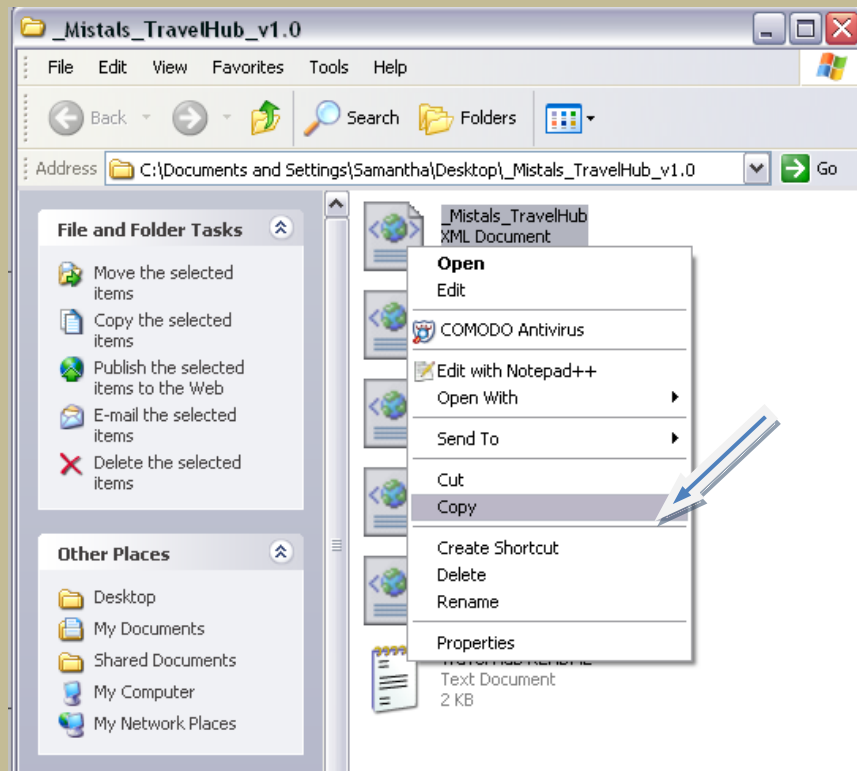 _Mistals_TravelHub_v1.0
File Edit View Favorites Tools Help
Back Search Folders
Address C:\Documents and Settings\Samantha\Desktop\_Mistals_TravelHub_v1.0 Go
File and Folder Tasks
Move the selected
items
Copy the selected
items
Publish the selected
items to the Web
E-mail the selected
items
Delete the selected
items
Other Places
Desktop
My Documents
Shared Documents
My Computer
My Network Places
_Mistals_TravelHub
XML Document
Open
Edit
COMODO Antivirus
Edit with Notepad++
Open With
Send To
Cut
Copy
Create Shortcut
Delete
Rename
Properties
Text Document
2 KB